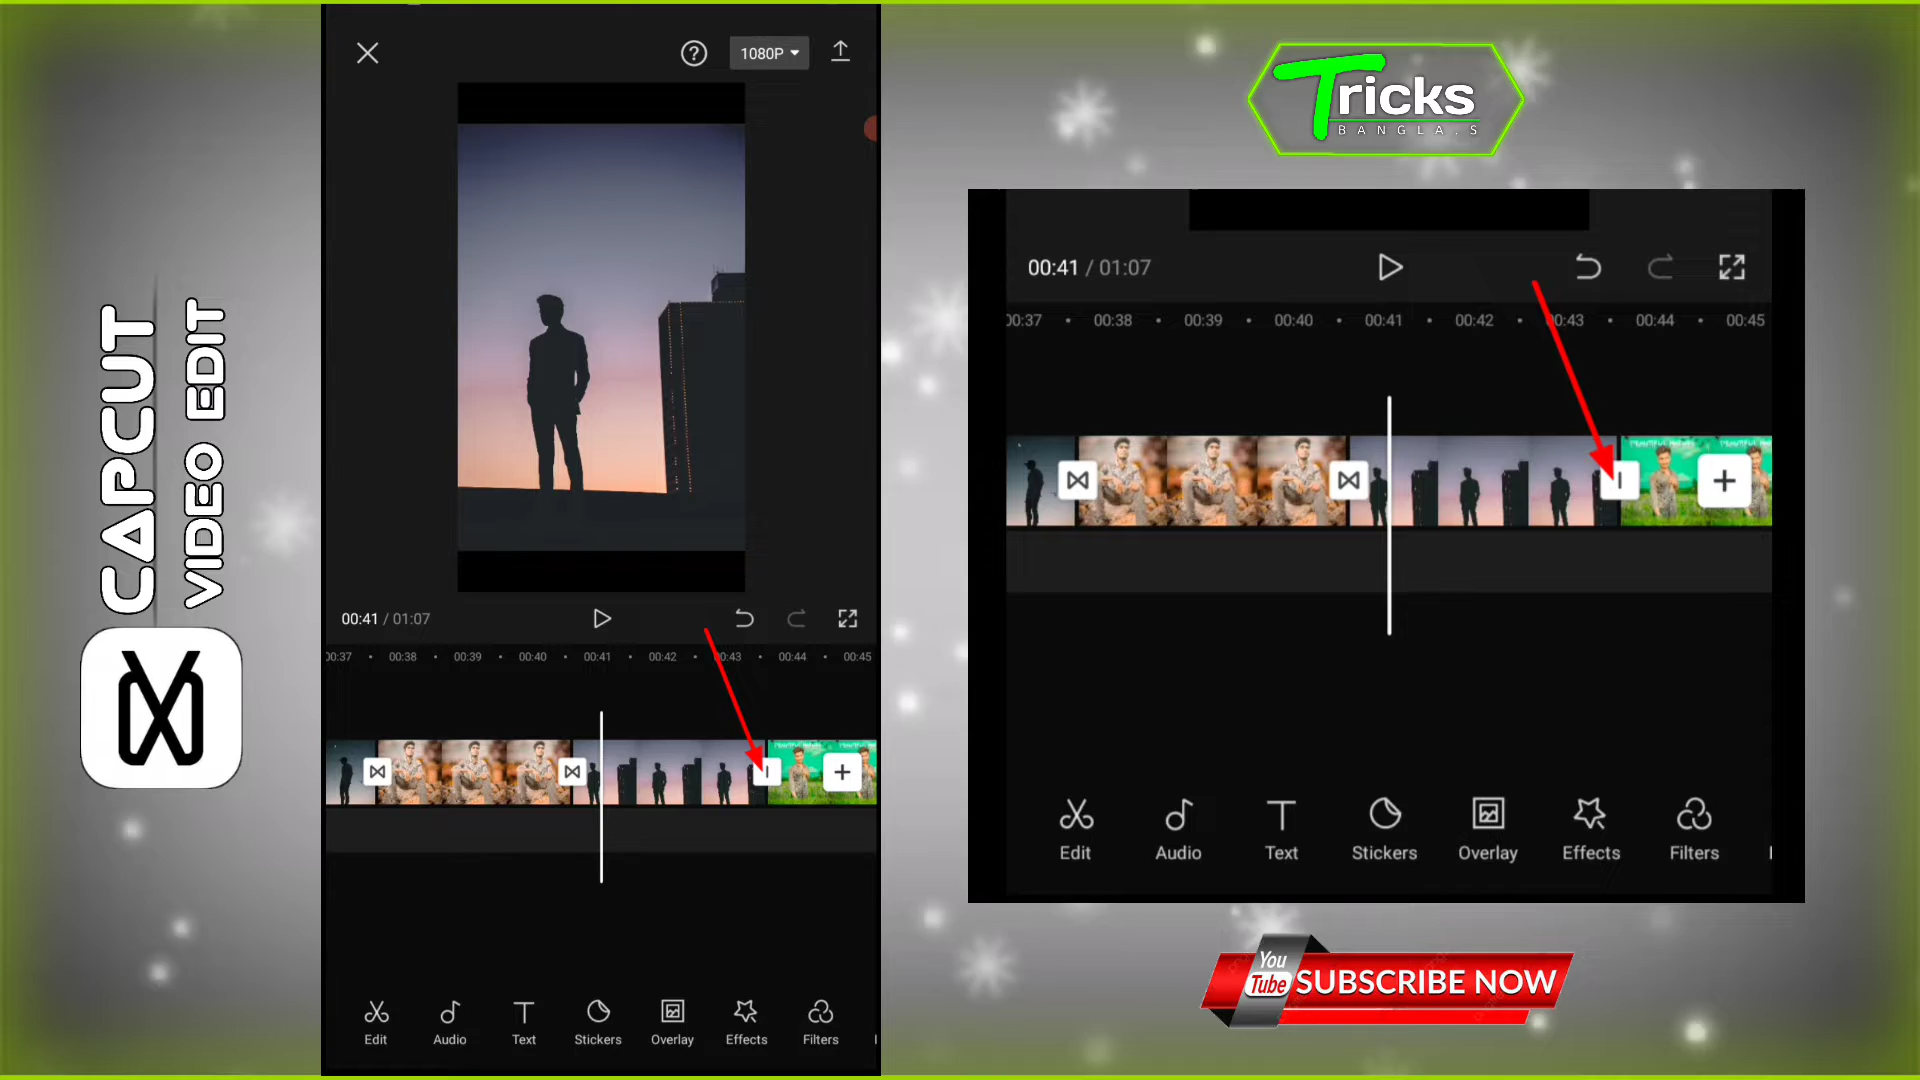 CAPCUT
VIDEO EDIT
1080P
00:41 / 01:07
00:37 00:38 00:39 00:40 00:41 00:42 00:43 00:44 00:45
Edit Audio Text Stickers Overlay Effects Filters
Tricks
BANGLA.S
00:41 / 01:07
00:37 00:38 00:39 00:40 00:41 00:42 00:43 00:44 00:45
Edit Audio Text Stickers Overlay Effects Filters
You
Tube
SUBSCRIBE NOW